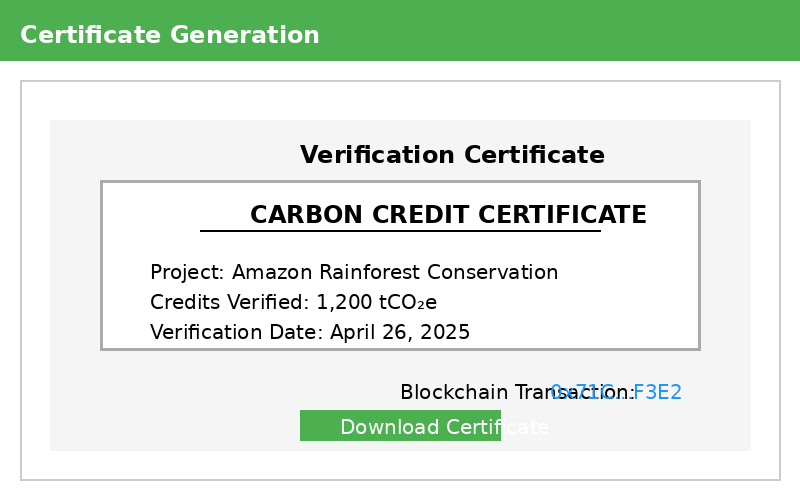 Certificate Generation
Verification Certificate
CARBON CREDIT CERTIFICATE
Project: Amazon Rainforest Conservation
Credits Verified: 1,200 tCO₂e
Verification Date: April 26, 2025
Blockchain Transaction: 0x71C...F3E2
Download Certificate